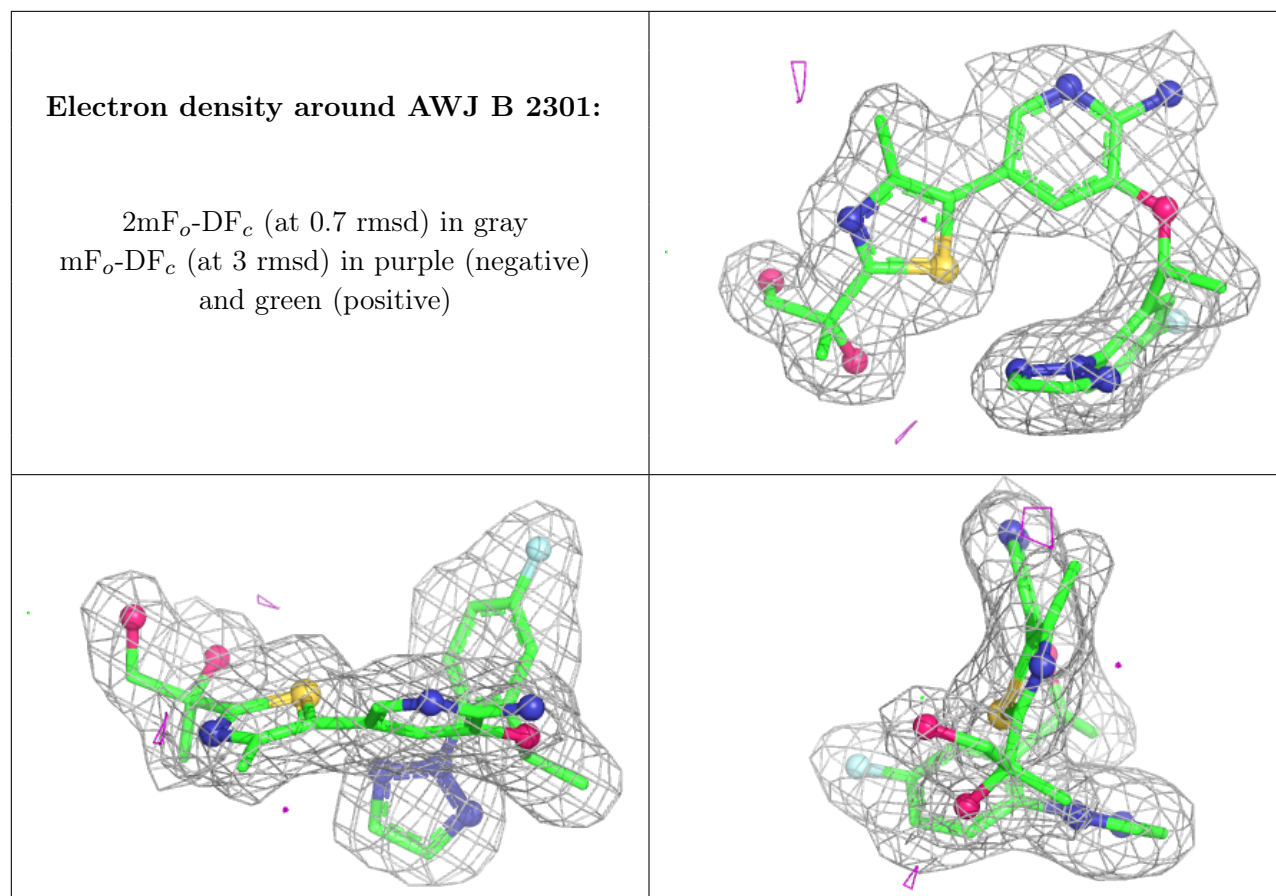 Electron density around AWJ B 2301:
2mFo-DFc (at 0.7 rmsd) in gray
mFo-DFc (at 3 rmsd) in purple (negative)
and green (positive)